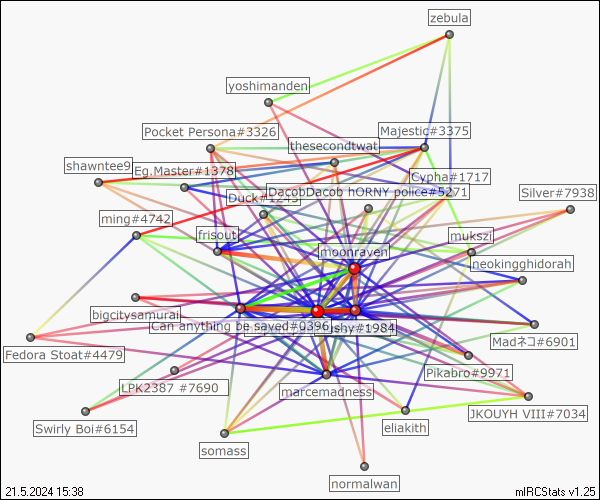 zebula
yoshimanden
Pocket Persona#3326
Majestic#3375
thesecondtwat
shawntee9
Eg.Master#1378
Cypha#1717
DacobDacob hORNY police#5271
Silver#7938
ming#4742
frisout
mukszi
moonraven
neokingghidorah
bigcitysamurai
Can anything be saved#0396
#1984
Madネコ#6901
Fedora Stoat#4479
Pikabro#9971
LPK2387 #7690
marcemadness
JKOUYH VIII#7034
Swirly Boi#6154
eliakith
somass
normalwan
21.5.2024 15:38
mIRCStats v1.25